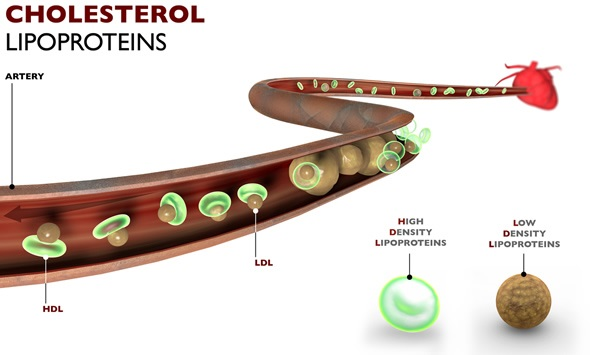 CHOLESTEROL
LIPOPROTEINS
ARTERY
LDL
HDL
HIGH
DENSITY
LIPOPROTEINS
LOW
DENSITY
LIPOPROTEINS